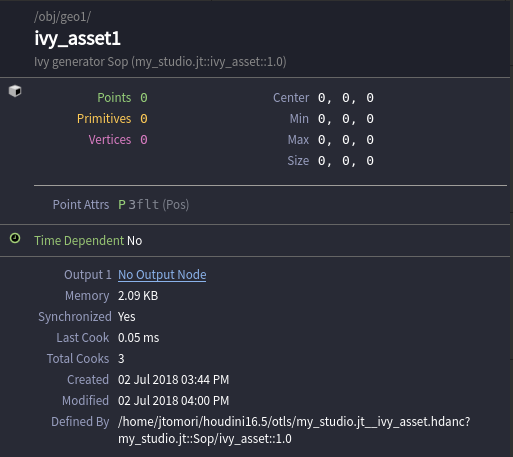 /obj/geo1/
ivy_asset1
Ivy generator Sop (my_studio.jt::ivy_asset::1.0)
Points 0 Center 0, 0, 0
Primitives 0 Min 0, 0, 0
Vertices 0 Max 0, 0, 0
Size 0, 0, 0
Point Attrs P 3flt (Pos)
Time Dependent No
Output 1 No Output Node
Memory 2.09 KB
Synchronized Yes
Last Cook 0.05 ms
Total Cooks 3
Created 02 Jul 2018 03:44 PM
Modified 02 Jul 2018 04:00 PM
Defined By /home/jtomori/houdini16.5/otls/my_studio.jt__ivy_asset.hdanc?
my_studio.jt::Sop/ivy_asset::1.0